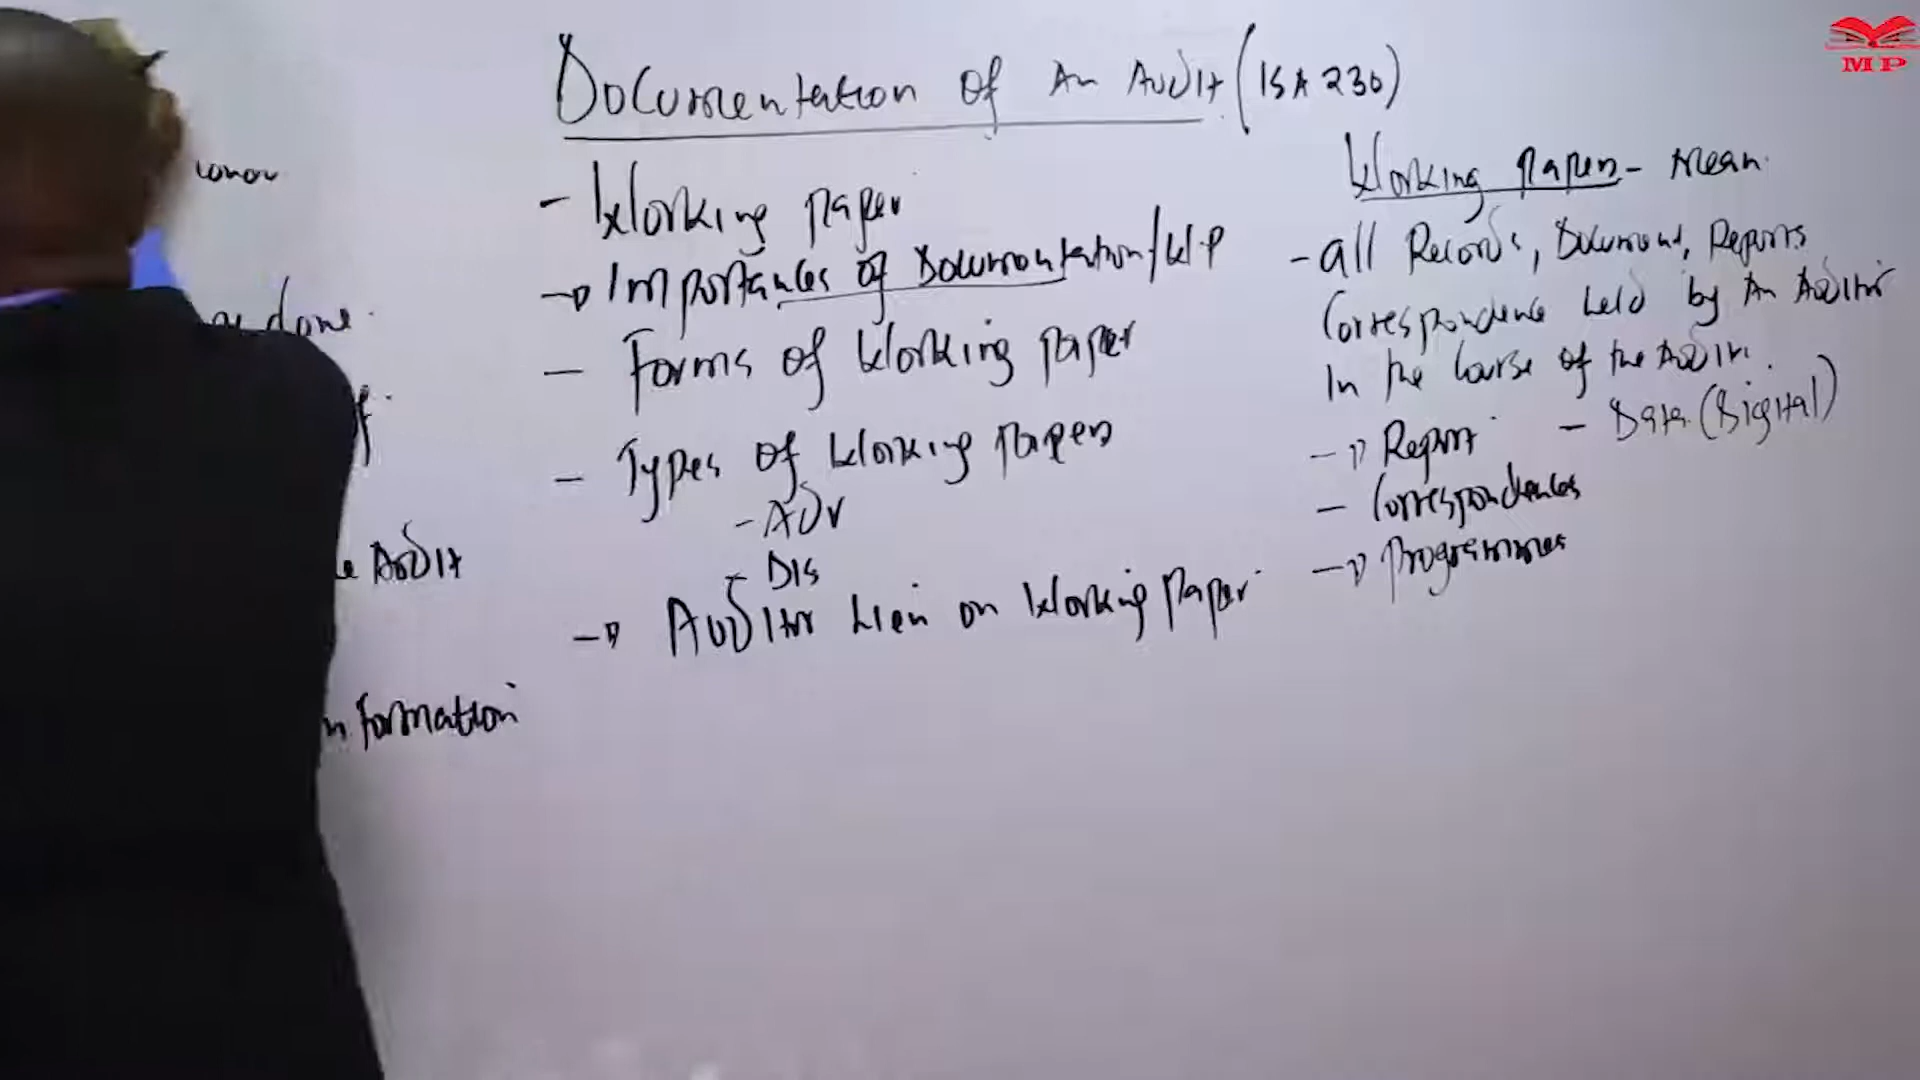 Documentation of An Audit (ISA 230)
- Working paper
- Importances of Documentation/W.P
- Forms of Working paper
- Types of Working papers
- ADV
- DIS
- Auditor Lien on Working Paper
Working papers - Mean
- all Records, Document, Reports
Correspondence held by An Auditor
In the Course of the Audit.
- Report - Data (Digital)
- Correspondences
- Programmes
done.
Audit
formation
MP